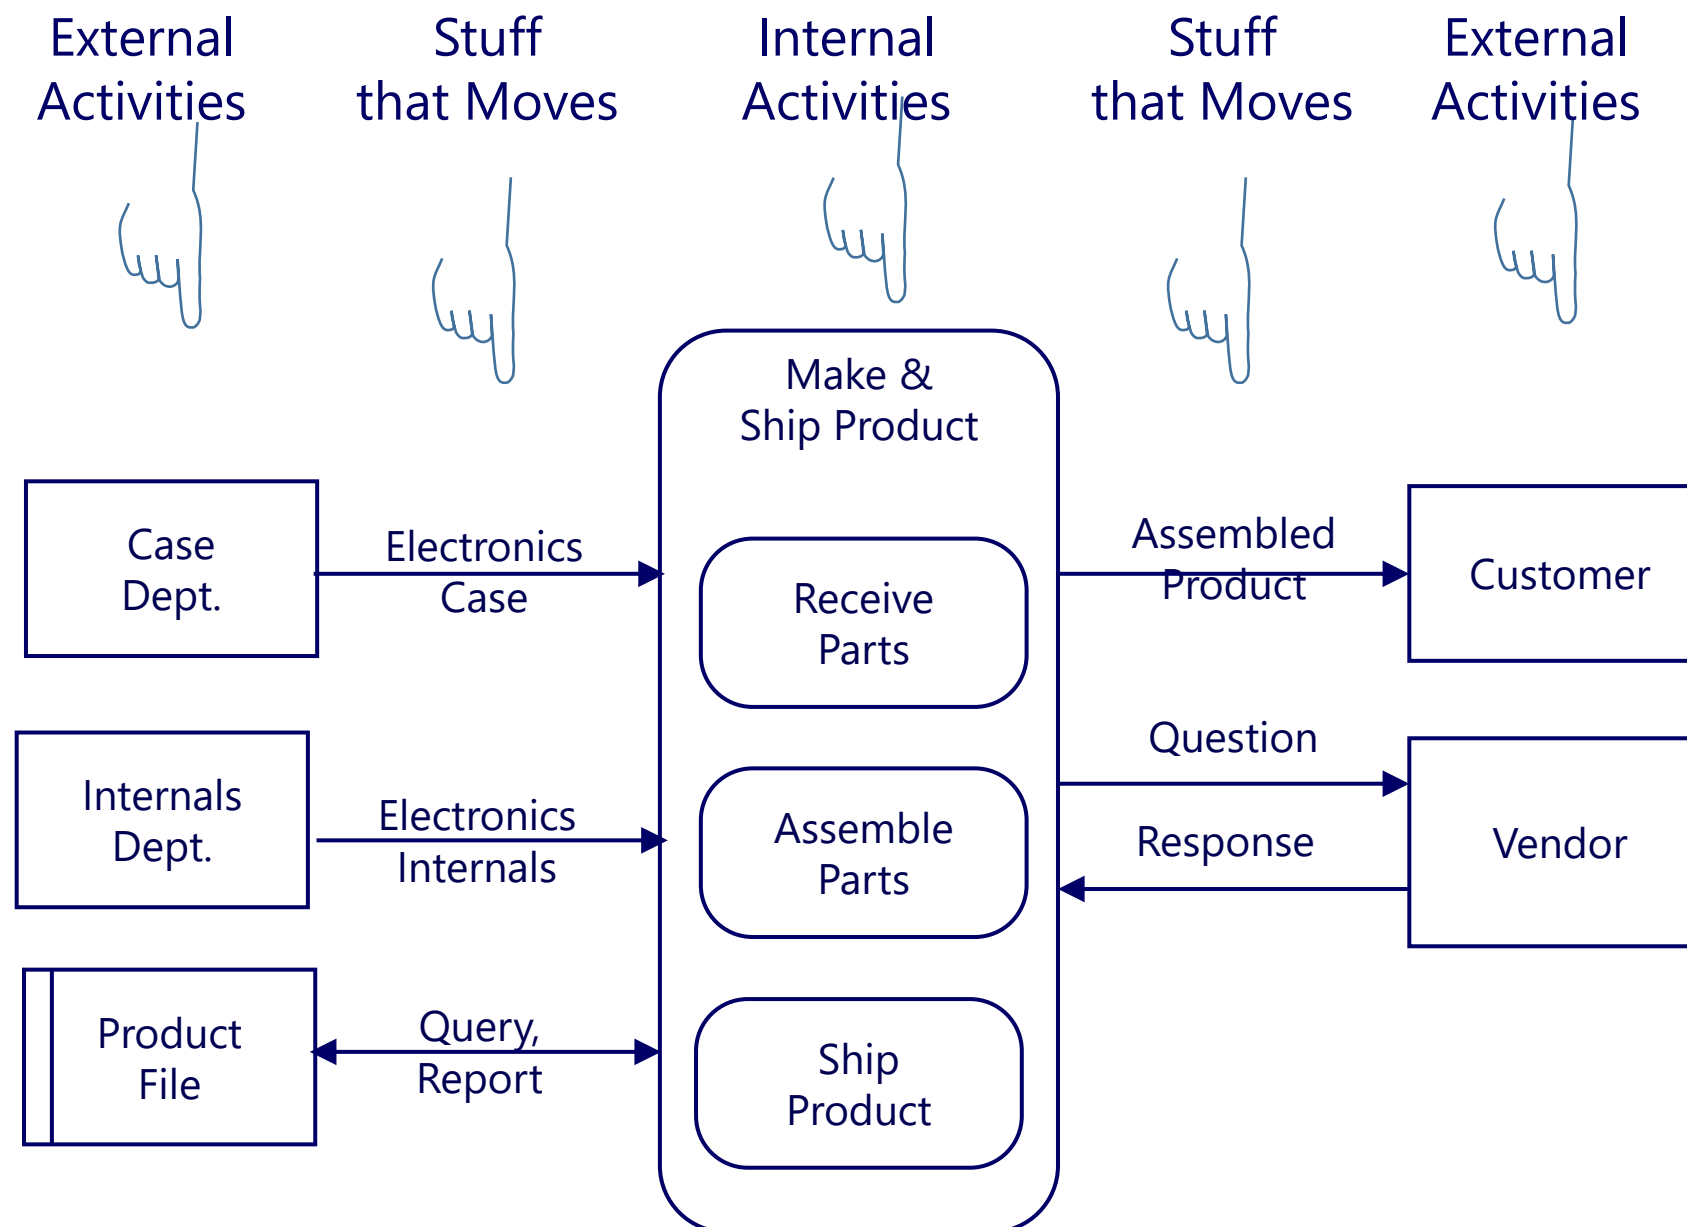 External
Activities
Stuff
that Moves
Internal
Activities
Stuff
that Moves
External
Activities
Make &
Ship Product
Case
Dept.
Electronics
Case
Receive
Parts
Assembled
Product
Customer
Internals
Dept.
Electronics
Internals
Assemble
Parts
Question
Response
Vendor
Product
File
Query,
Report
Ship
Product